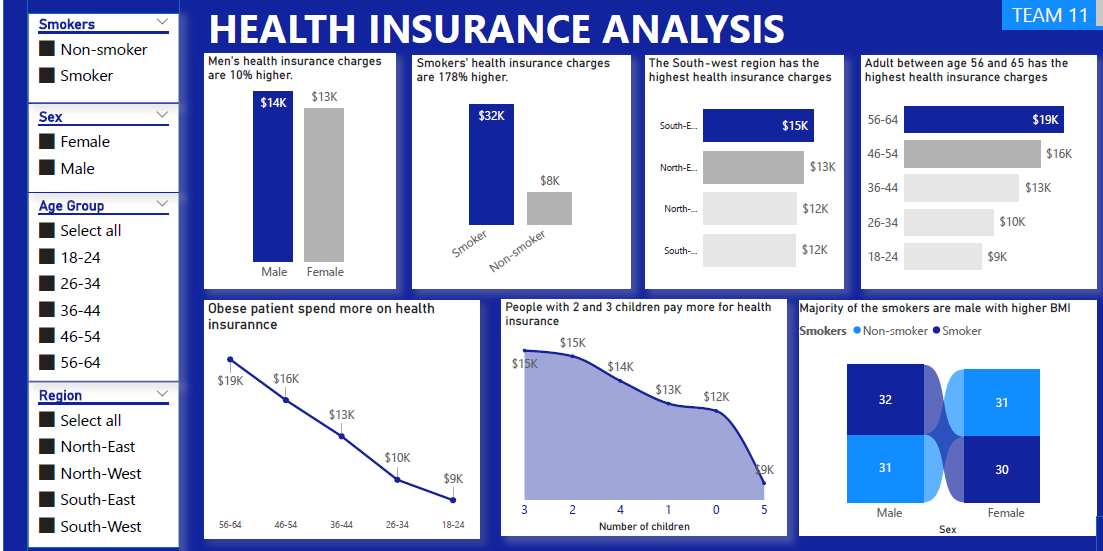 HEALTH INSURANCE ANALYSIS
TEAM 11
Smokers
Non-smoker
Smoker
Sex
Female
Male
Age Group
Select all
18-24
26-34
36-44
46-54
56-64
Region
Select all
North-East
North-West
South-East
South-West
Men's health insurance charges
are 10% higher.
$14K
$13K
Male
Female
Smokers' health insurance charges
are 178% higher.
$32K
$8K
Smoker
Non-smoker
The South-west region has the
highest health insurance charges
South-E...
$15K
North-E...
$13K
North-...
$12K
South-...
$12K
Adult between age 56 and 65 has the
highest health insurance charges
56-64
$19K
46-54
$16K
36-44
$13K
26-34
$10K
18-24
$9K
Obese patient spend more on health
insurannce
$19K
$16K
$13K
$10K
$9K
56-64
46-54
36-44
26-34
18-24
People with 2 and 3 children pay more for health
insurance
$15K
$15K
$14K
$13K
$12K
$9K
3
2
4
1
0
5
Number of children
Majority of the smokers are male with higher BMI
Smokers Non-smoker Smoker
32
31
31
30
Male
Female
Sex